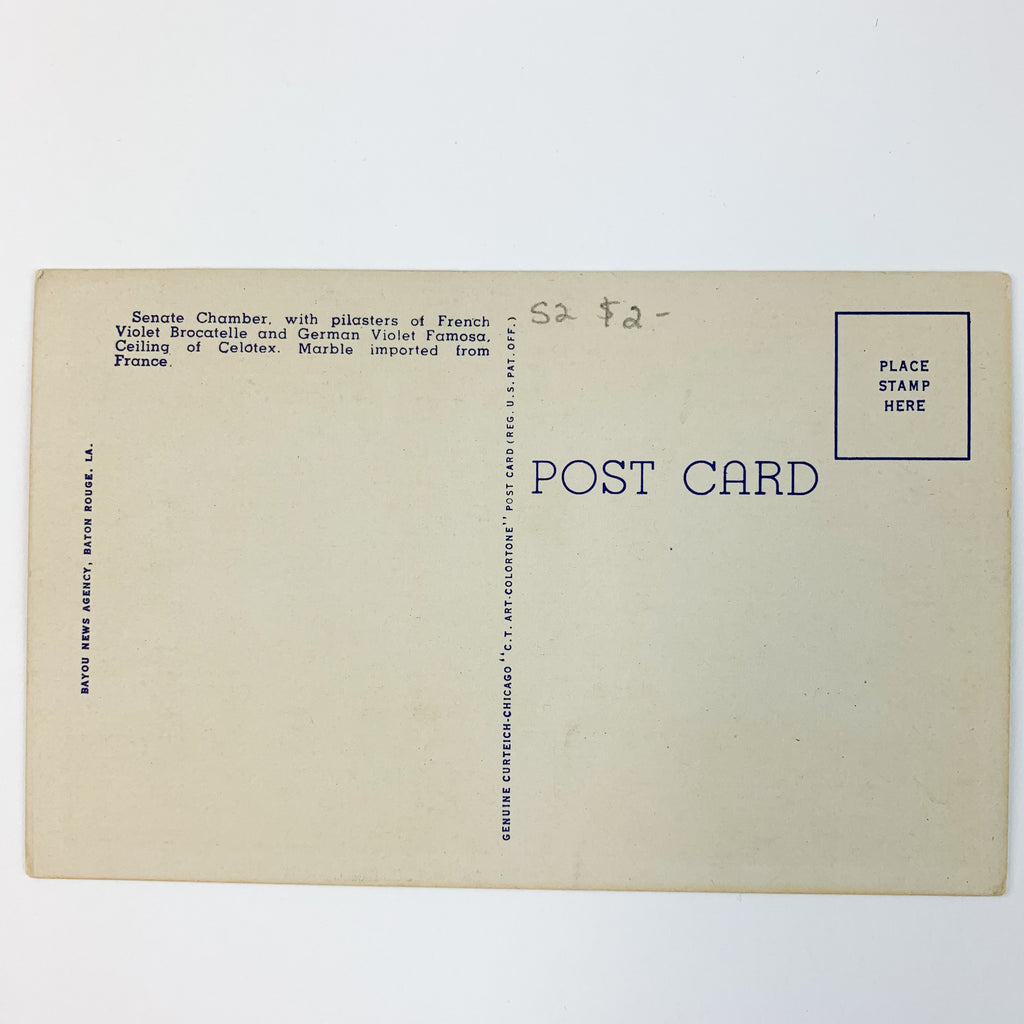 Senate Chamber, with pilasters of French
Violet Brocatelle and German Violet Famosa.
Ceiling of Celotex. Marble imported from
France.
BAYOU NEWS AGENCY, BATON ROUGE, LA.
GENUINE CURTEICH-CHICAGO "C.T. ART-COLORTONE" POST CARD (REG. U.S. PAT. OFF.)
S2 $2-
PLACE
STAMP
HERE
POST CARD